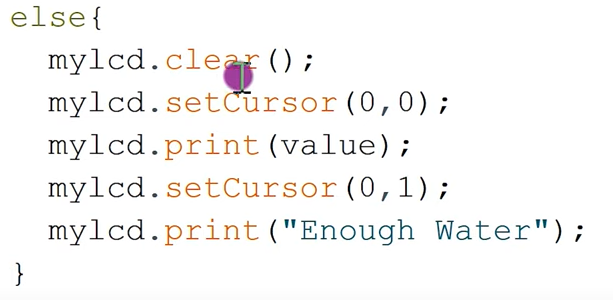 else{
mylcd.clear();
mylcd.setCursor(0,0);
mylcd.print(value);
mylcd.setCursor(0,1);
mylcd.print("Enough Water");
}